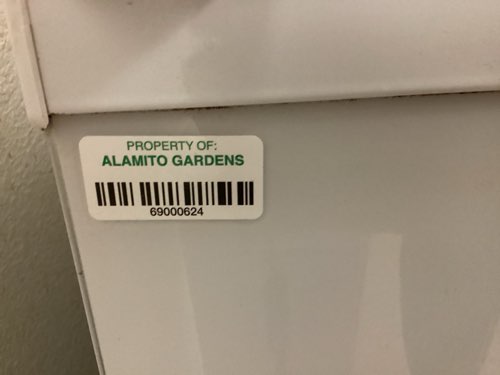 PROPERTY OF:
ALAMITO GARDENS
69000624